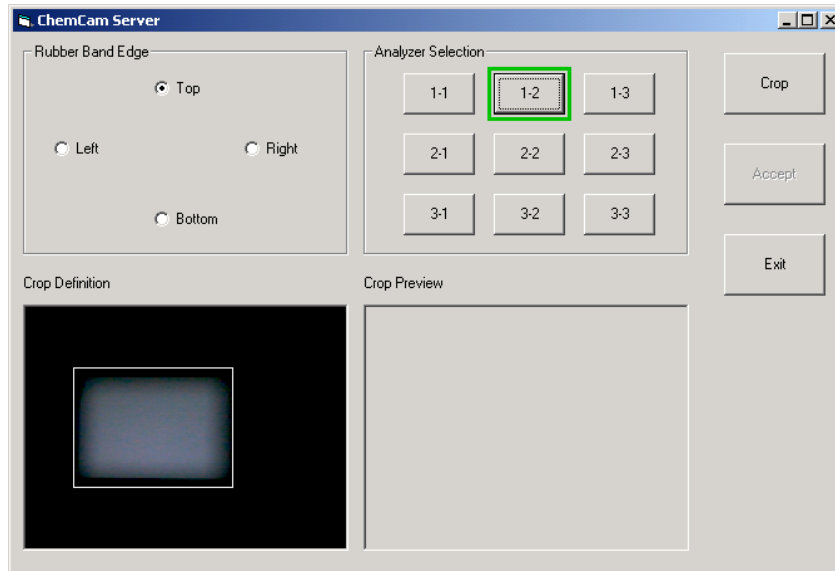 ChemCam Server
Rubber Band Edge
Top
Left
Right
Bottom
Analyzer Selection
1-1
1-2
1-3
2-1
2-2
2-3
3-1
3-2
3-3
Crop
Accept
Exit
Crop Definition
Crop Preview